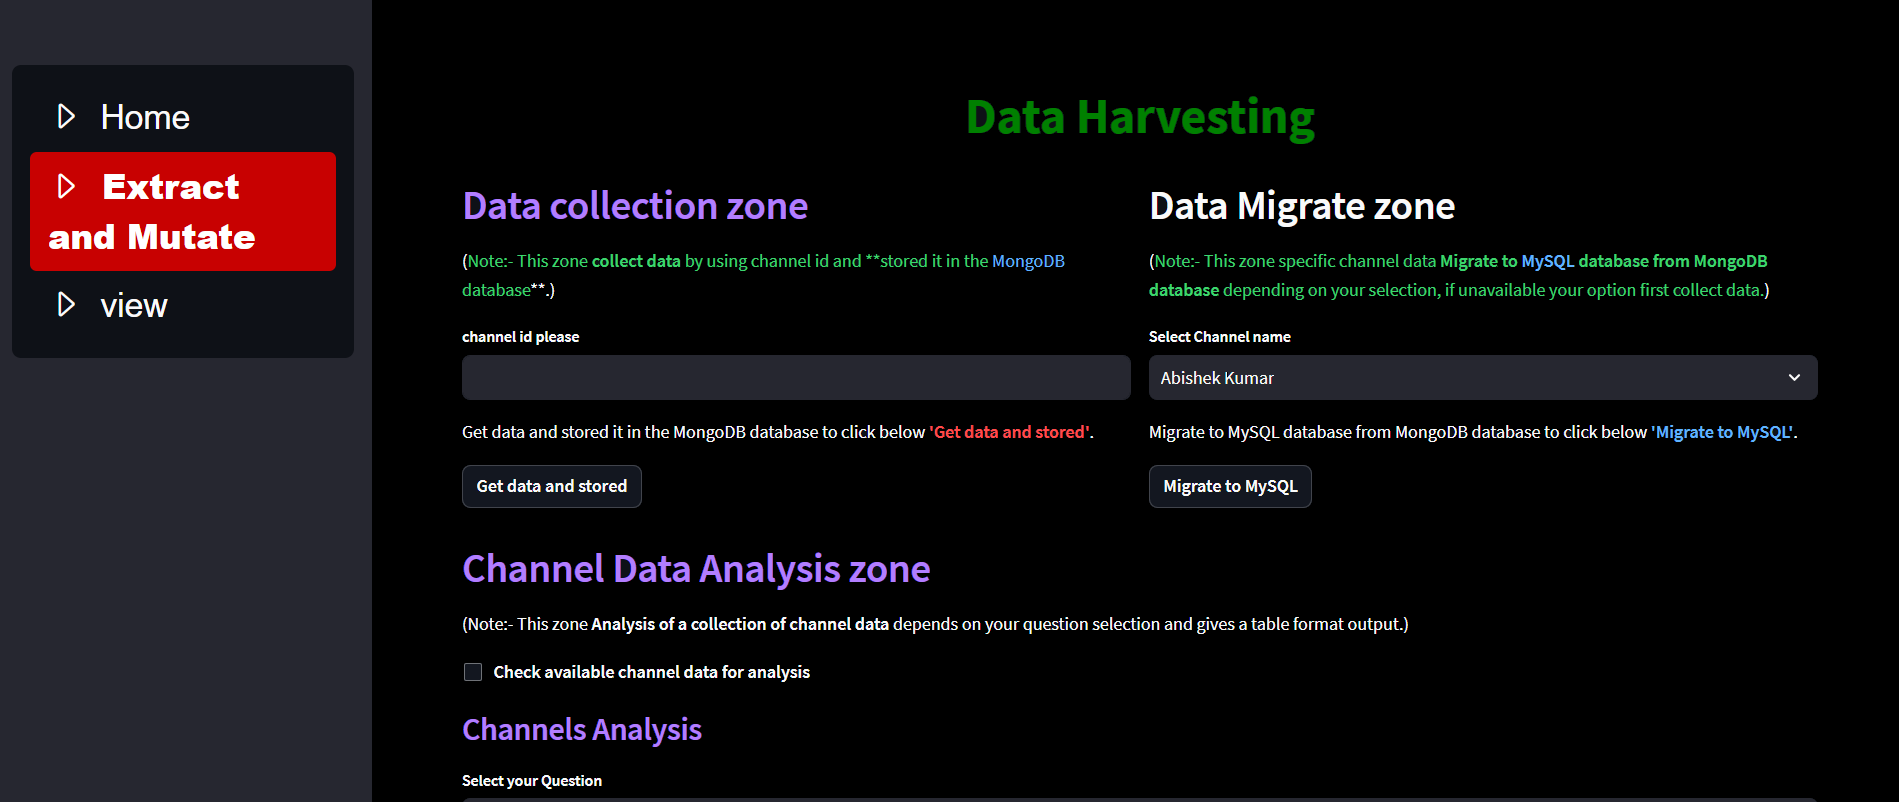 Home
Extract
and Mutate
view
Data Harvesting
Data collection zone
(Note:- This zone collect data by using channel id and **stored it in the MongoDB
database**.)
channel id please
Get data and stored it in the MongoDB database to click below 'Get data and stored'.
Get data and stored
Data Migrate zone
(Note:- This zone specific channel data Migrate to MySQL database from MongoDB
database depending on your selection, if unavailable your option first collect data.)
Select Channel name
Abishek Kumar
Migrate to MySQL database from MongoDB database to click below 'Migrate to MySQL'.
Migrate to MySQL
Channel Data Analysis zone
(Note:- This zone Analysis of a collection of channel data depends on your question selection and gives a table format output.)
Check available channel data for analysis
Channels Analysis
Select your Question